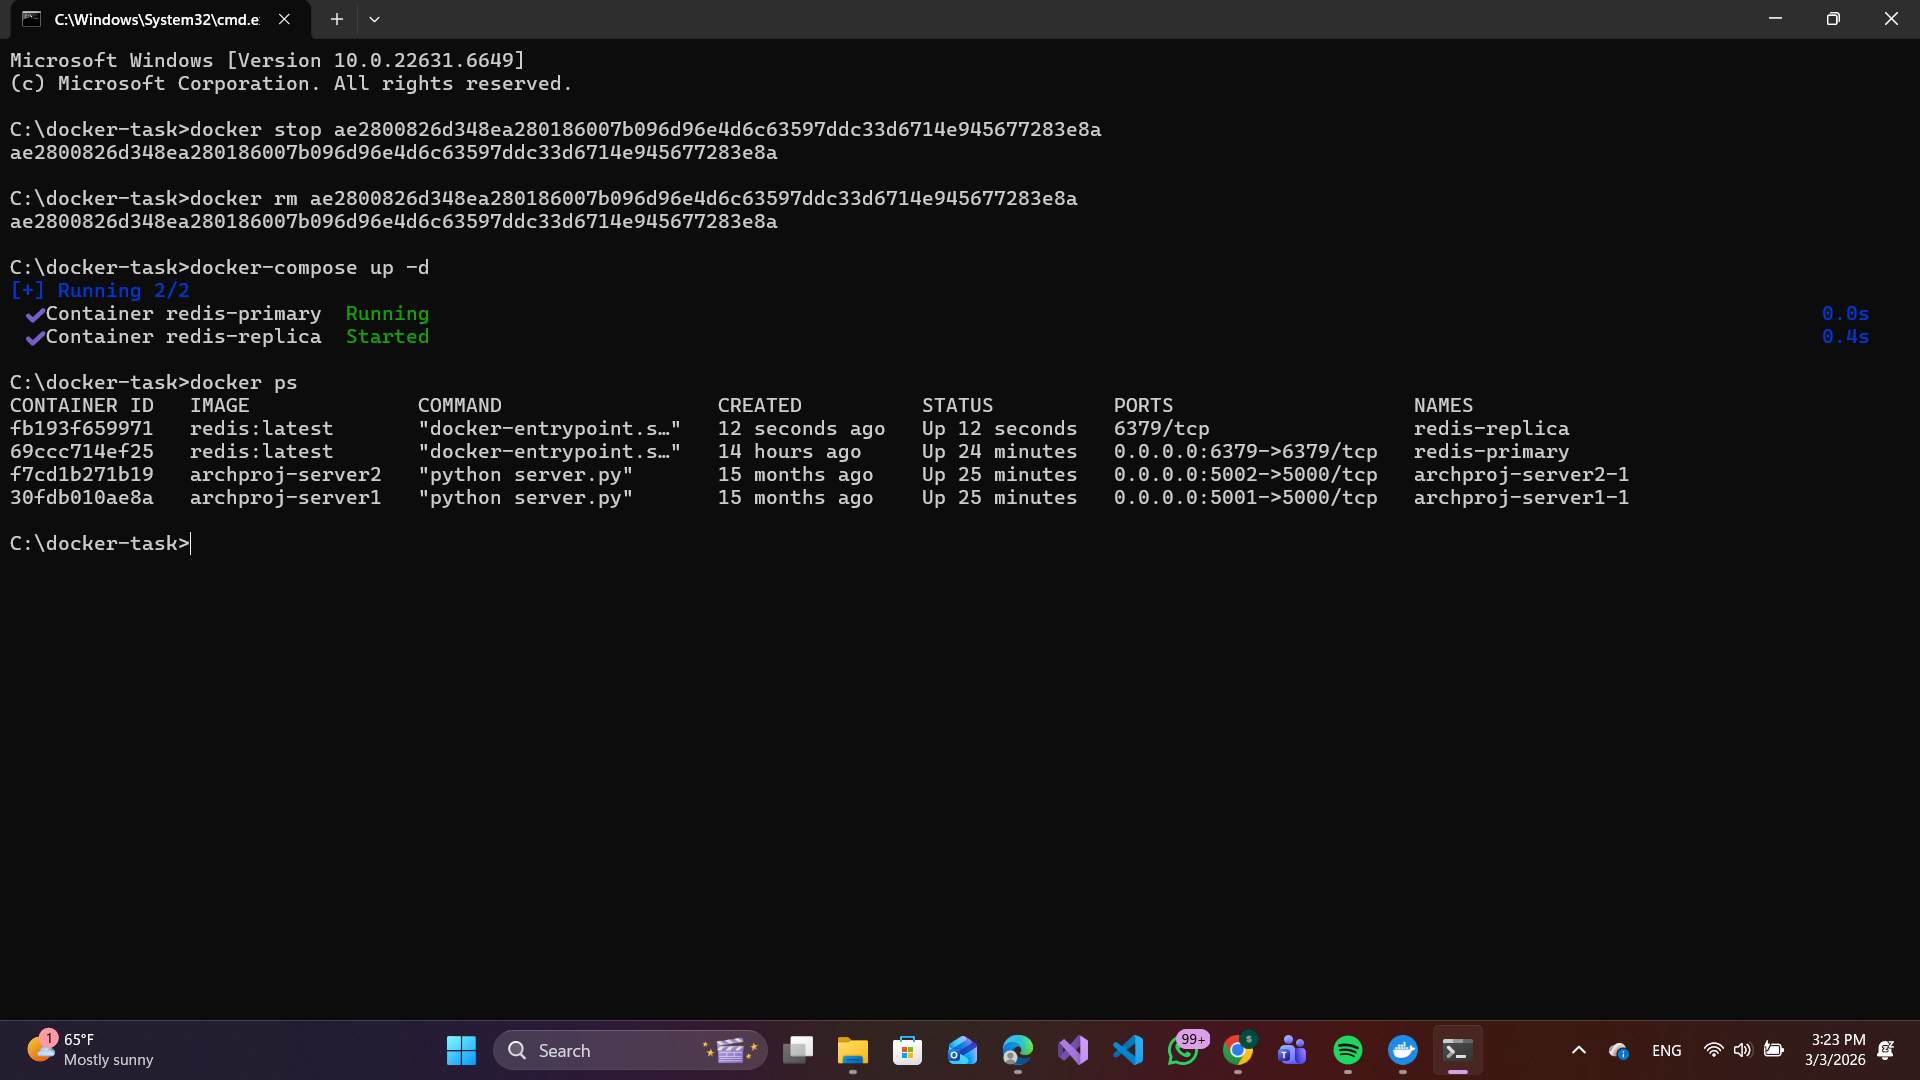 C:\Windows\System32\cmd.e
Microsoft Windows [Version 10.0.22631.6649]
(c) Microsoft Corporation. All rights reserved.
C:\docker-task>docker stop ae2800826d348ea280186007b096d96e4d6c63597ddc33d6714e945677283e8a
ae2800826d348ea280186007b096d96e4d6c63597ddc33d6714e945677283e8a
C:\docker-task>docker rm ae2800826d348ea280186007b096d96e4d6c63597ddc33d6714e945677283e8a
ae2800826d348ea280186007b096d96e4d6c63597ddc33d6714e945677283e8a
C:\docker-task>docker-compose up -d
[+] Running 2/2
Container redis-primary  Running 0.0s
Container redis-replica  Started 0.4s
C:\docker-task>docker ps
CONTAINER ID   IMAGE              COMMAND                  CREATED          STATUS          PORTS                    NAMES
fb193f659971   redis:latest       "docker-entrypoint.s…"   12 seconds ago   Up 12 seconds   6379/tcp                 redis-replica
69ccc714ef25   redis:latest       "docker-entrypoint.s…"   14 hours ago     Up 24 minutes   0.0.0.0:6379->6379/tcp   redis-primary
f7cd1b271b19   archproj-server2   "python server.py"       15 months ago    Up 25 minutes   0.0.0.0:5002->5000/tcp   archproj-server2-1
30fdb010ae8a   archproj-server1   "python server.py"       15 months ago    Up 25 minutes   0.0.0.0:5001->5000/tcp   archproj-server1-1
C:\docker-task>
1
65°F
Mostly sunny
Search
99+
ENG
3:23 PM
3/3/2026